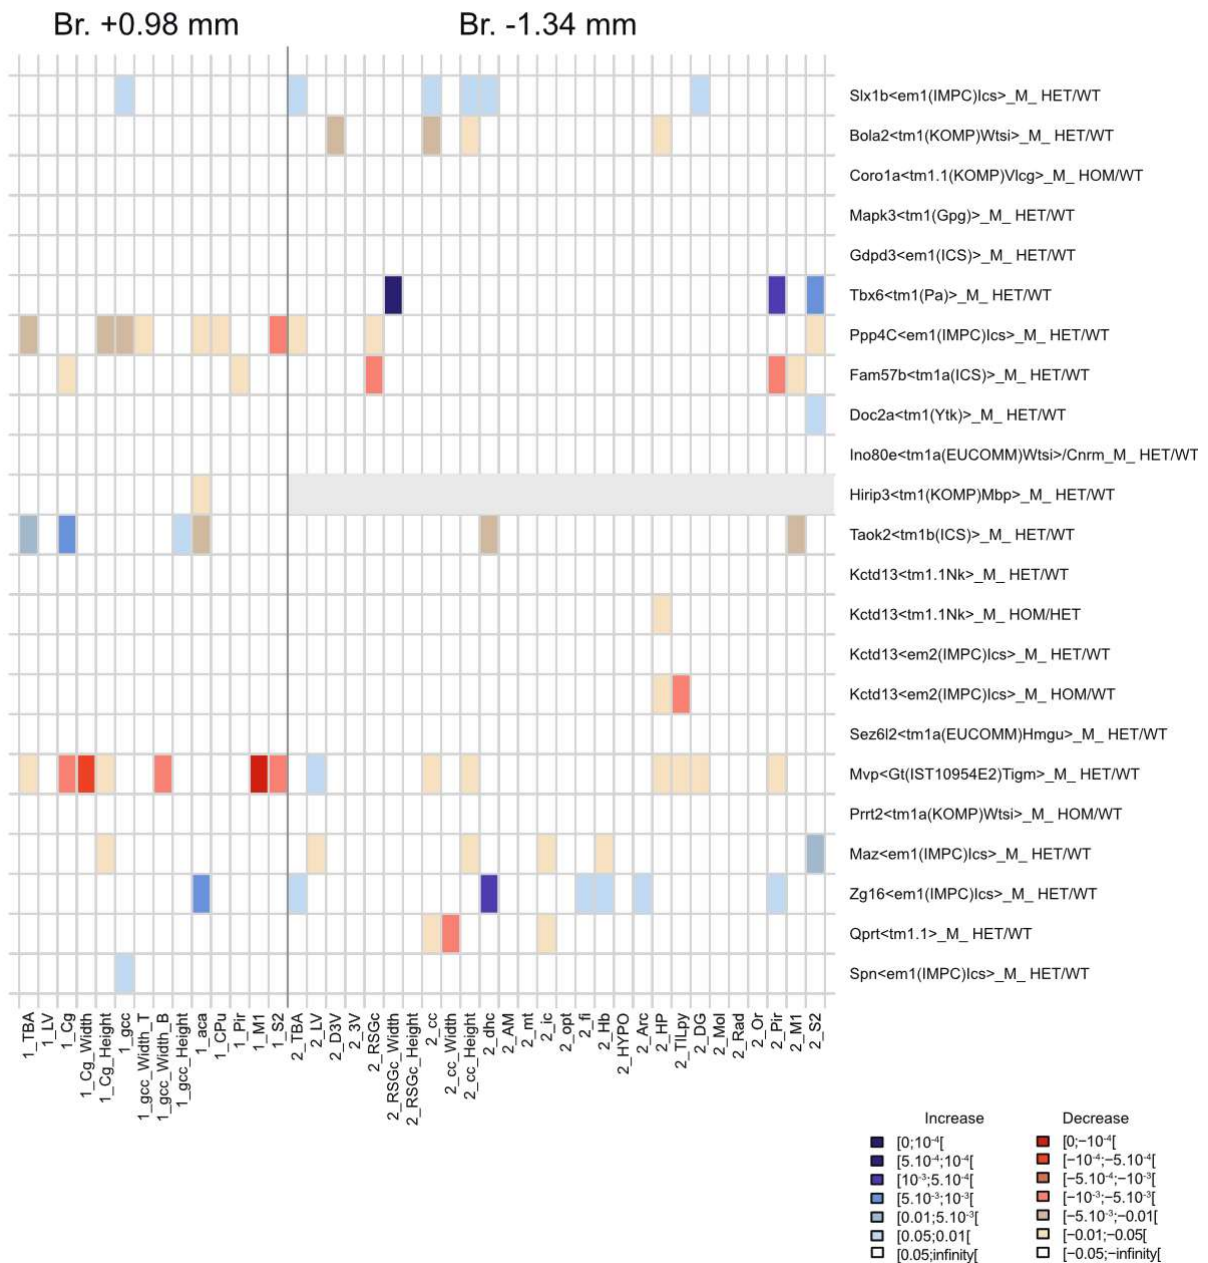 Br. +0.98 mm
Br. -1.34 mm
Slx1b<em1(IMPC)Ics>_M_ HET/WT
Bola2<tm1(KOMP)Wtsi>_M_ HET/WT
Coro1a<tm1.1(KOMP)Vlcg>_M_ HOM/WT
Mapk3<tm1(Gpg)>_M_ HET/WT
Gdpd3<em1(ICS)>_M_ HET/WT
Tbx6<tm1(Pa)>_M_ HET/WT
Ppp4C<em1(IMPC)Ics>_M_ HET/WT
Fam57b<tm1a(ICS)>_M_ HET/WT
Doc2a<tm1(Ytk)>_M_ HET/WT
Ino80e<tm1a(EUCOMM)Wtsi>/Cnrm_M_ HET/WT
Hirip3<tm1(KOMP)Mbp>_M_ HET/WT
Taok2<tm1b(ICS)>_M_ HET/WT
Kctd13<tm1.1Nk>_M_ HET/WT
Kctd13<tm1.1Nk>_M_ HOM/HET
Kctd13<em2(IMPC)Ics>_M_ HET/WT
Kctd13<em2(IMPC)Ics>_M_ HOM/WT
Sez6l2<tm1a(EUCOMM)Hmgu>_M_ HET/WT
Mvp<Gt(IST10954E2)Tigm>_M_ HET/WT
Prrt2<tm1a(KOMP)Wtsi>_M_ HOM/WT
Maz<em1(IMPC)Ics>_M_ HET/WT
Zg16<em1(IMPC)Ics>_M_ HET/WT
Qprt<tm1.1>_M_ HET/WT
Spn<em1(IMPC)Ics>_M_ HET/WT
1_TBA
1_LV
1_Cg
1_Cg_Width
1_Cg_Height
1_gcc
1_gcc_Width_T
1_gcc_Width_B
1_gcc_Height
1_aca
1_CPu
1_Pir
1_M1
1_S2
2_TBA
2_LV
2_D3V
2_3V
2_RSGc
2_RSGc_Width
2_RSGc_Height
2_cc
2_cc_Width
2_cc_Height
2_dhc
2_AM
2_mt
2_ic
2_opt
2_fi
2_Hb
2_HYPO
2_Arc
2_HP
2_TILpy
2_DG
2_Mol
2_Rad
2_Or
2_Pir
2_M1
2_S2
Increase
[0;10⁻⁴[
[5.10⁻⁴;10⁻⁴[
[10⁻³;5.10⁻⁴[
[5.10⁻³;10⁻³[
[0.01;5.10⁻³[
[0.05;0.01[
[0.05;infinity[
Decrease
[0;−10⁻⁴[
[−10⁻⁴;−5.10⁻⁴[
[−5.10⁻⁴;−10⁻³[
[−10⁻³;−5.10⁻³[
[−5.10⁻³;−0.01[
[−0.01;−0.05[
[−0.05;−infinity[